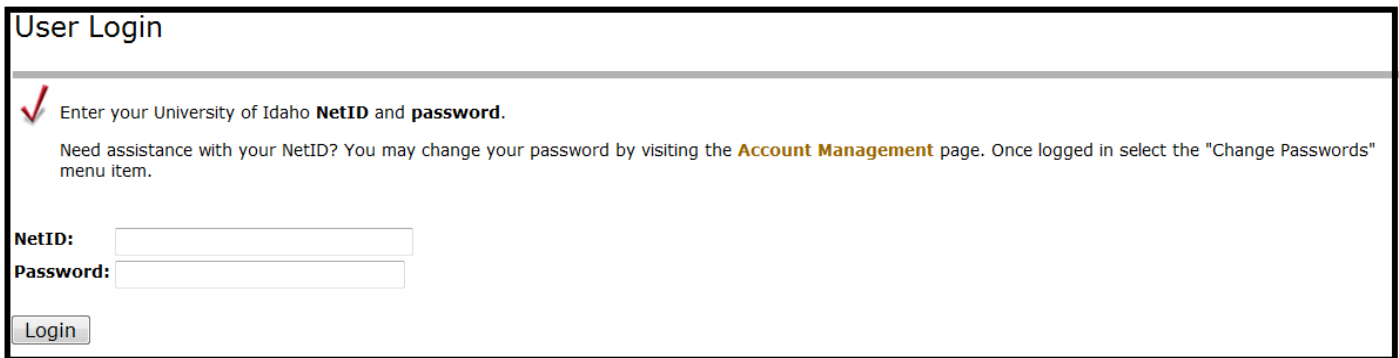 User Login
Enter your University of Idaho NetID and password.
Need assistance with your NetID? You may change your password by visiting the Account Management page. Once logged in select the "Change Passwords"
menu item.
NetID:
Password:
Login